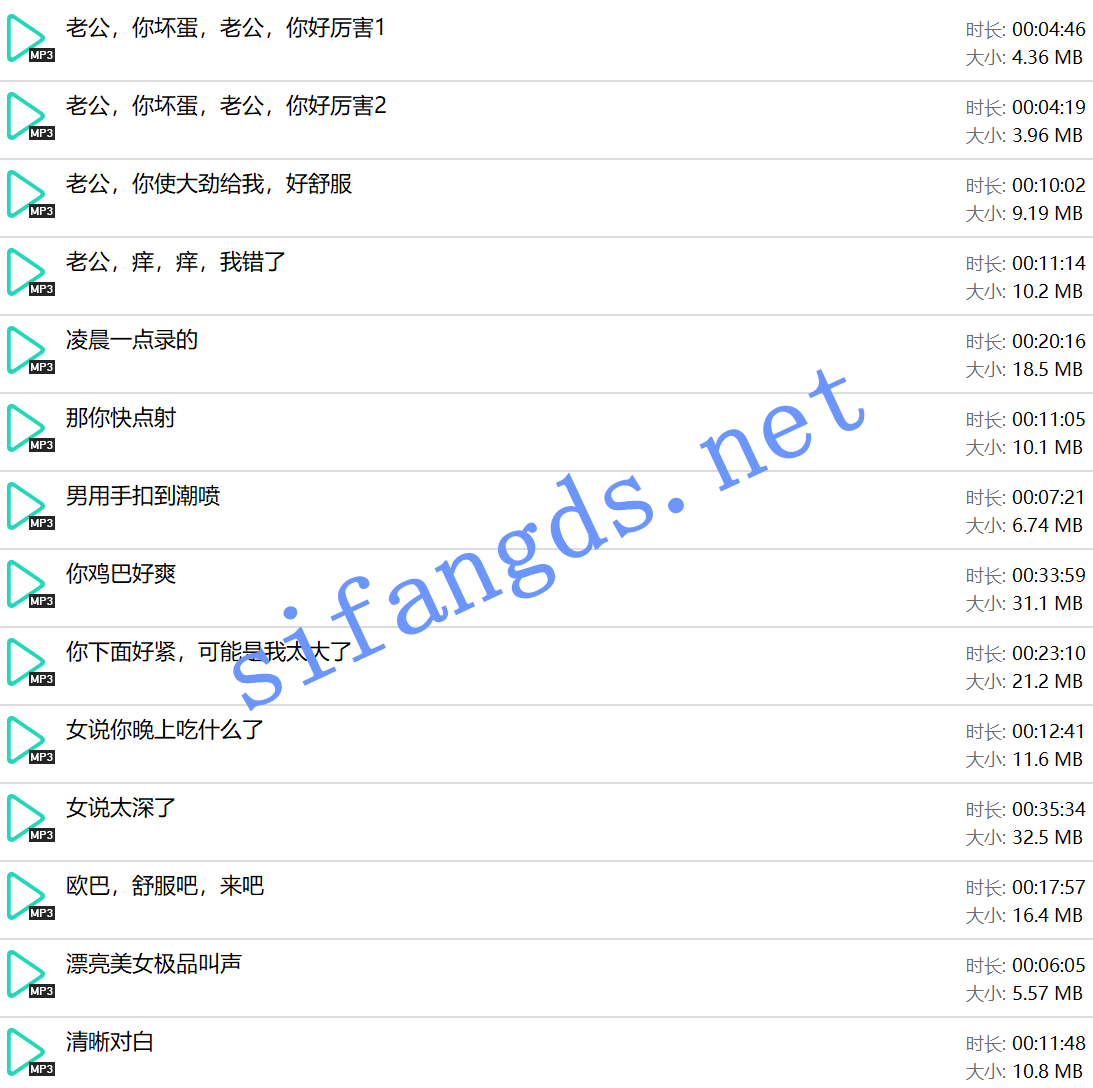 老公，你坏蛋，老公，你好厉害1
时长: 00:04:46
MP3
大小: 4.36 MB
老公，你坏蛋，老公，你好厉害2
时长: 00:04:19
MP3
大小: 3.96 MB
老公，你使大劲给我，好舒服
时长: 00:10:02
MP3
大小: 9.19 MB
老公，痒，痒，我错了
时长: 00:11:14
MP3
大小: 10.2 MB
凌晨一点录的
时长: 00:20:16
MP3
大小: 18.5 MB
那你快点射
时长: 00:11:05
MP3
大小: 10.1 MB
男用手扣到潮喷
时长: 00:07:21
MP3
大小: 6.74 MB
你鸡巴好爽
时长: 00:33:59
MP3
大小: 31.1 MB
你下面好紧，可能是我太大了
时长: 00:23:10
MP3
大小: 21.2 MB
女说你晚上吃什么了
时长: 00:12:41
MP3
大小: 11.6 MB
女说太深了
时长: 00:35:34
MP3
大小: 32.5 MB
欧巴，舒服吧，来吧
时长: 00:17:57
MP3
大小: 16.4 MB
漂亮美女极品叫声
时长: 00:06:05
MP3
大小: 5.57 MB
清晰对白
时长: 00:11:48
MP3
大小: 10.8 MB
sifangds.net